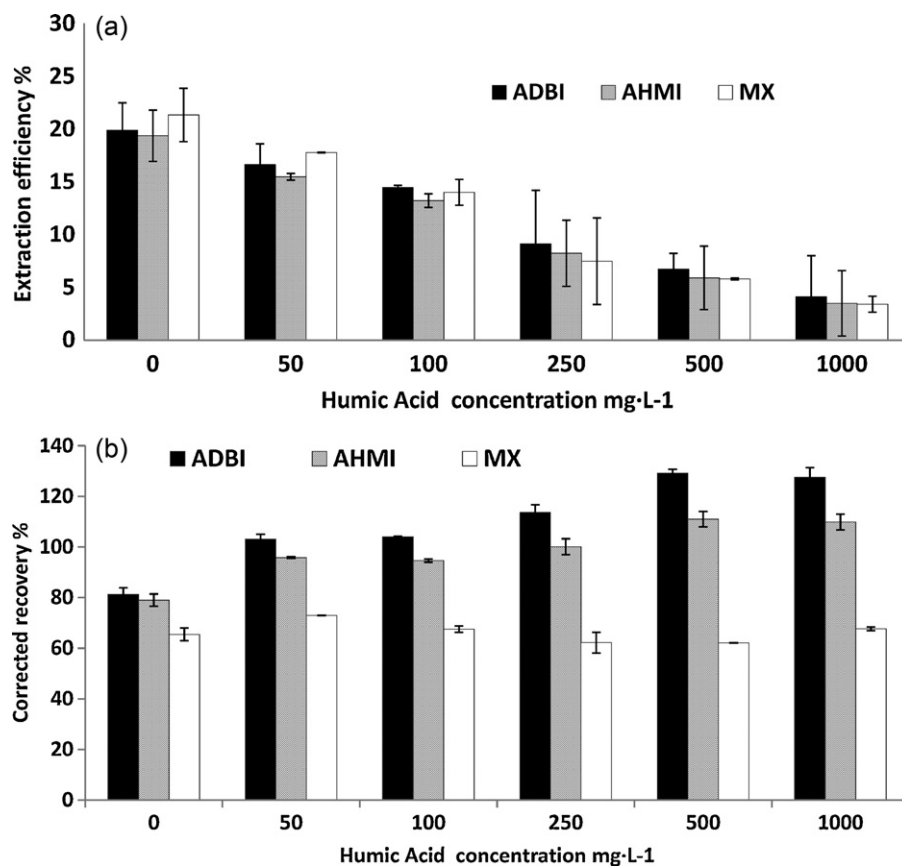 (a)
30
25
20
15
10
5
0
Extraction efficiency %
ADBI AHMI MX
0 50 100 250 500 1000
Humic Acid concentration mg·L-1
(b)
140
120
100
80
60
40
20
0
Corrected recovery %
ADBI AHMI MX
0 50 100 250 500 1000
Humic Acid concentration mg·L-1